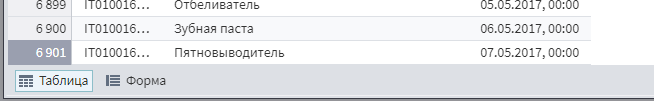 6 899 IT010016... Отбеливатель 05.05.2017, 00:00
6 900 IT010016... Зубная паста 06.05.2017, 00:00
6 901 IT010016... Пятновыводитель 07.05.2017, 00:00
Таблица Форма